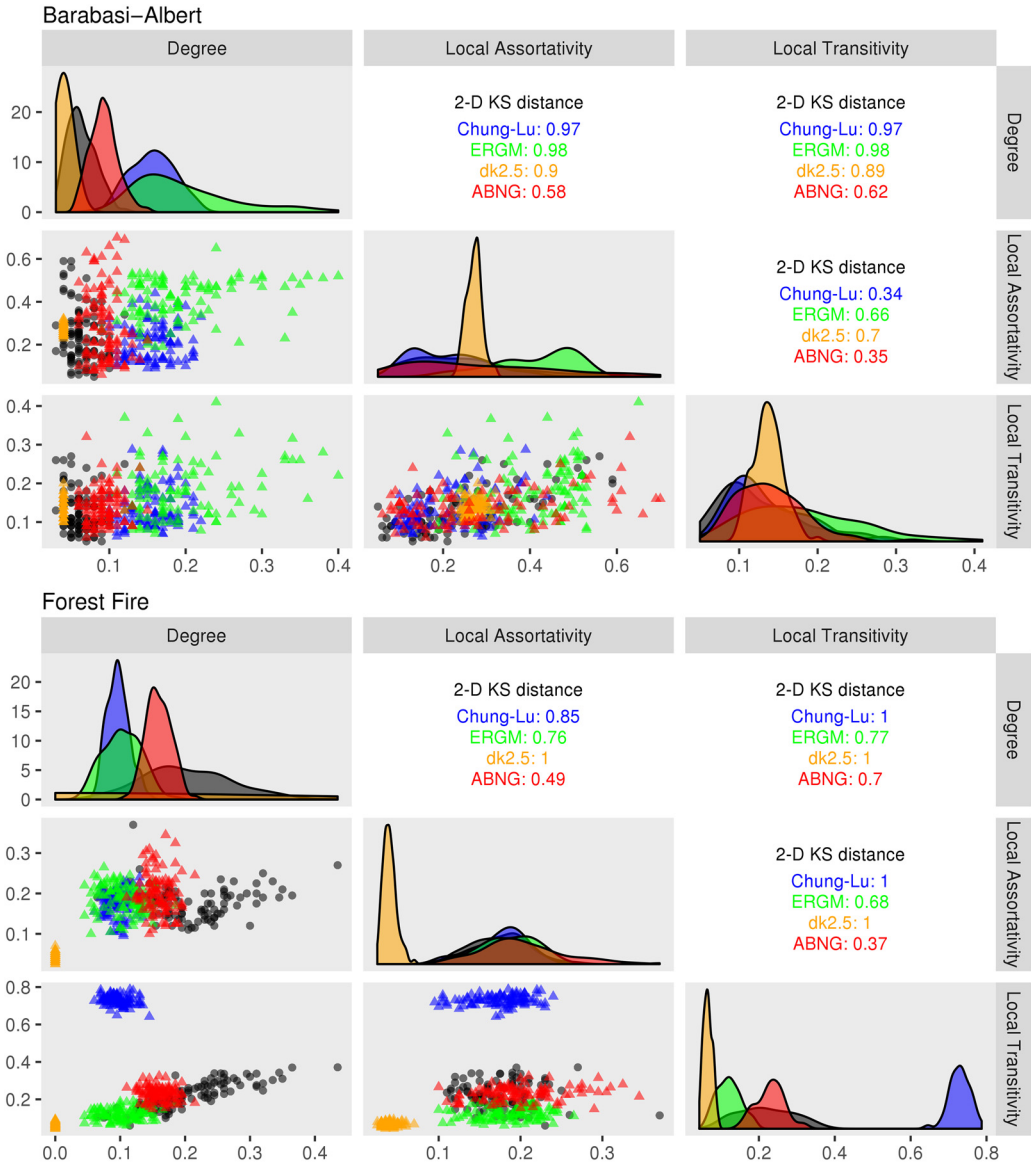 Barabasi−Albert
Degree
Local Assortativity
Local Transitivity
20
10
0
2-D KS distance
Chung-Lu: 0.97
ERGM: 0.98
dk2.5: 0.9
ABNG: 0.58
2-D KS distance
Chung-Lu: 0.97
ERGM: 0.98
dk2.5: 0.89
ABNG: 0.62
Degree
0.6
0.4
0.2
2-D KS distance
Chung-Lu: 0.34
ERGM: 0.66
dk2.5: 0.7
ABNG: 0.35
Local Assortativity
0.4
0.3
0.2
0.1
Local Transitivity
0.1 0.2 0.3 0.4
0.2 0.4 0.6
0.1 0.2 0.3 0.4
Forest Fire
Degree
Local Assortativity
Local Transitivity
20
15
10
5
0
2-D KS distance
Chung-Lu: 0.85
ERGM: 0.76
dk2.5: 1
ABNG: 0.49
2-D KS distance
Chung-Lu: 1
ERGM: 0.77
dk2.5: 1
ABNG: 0.7
Degree
0.3
0.2
0.1
2-D KS distance
Chung-Lu: 1
ERGM: 0.68
dk2.5: 1
ABNG: 0.37
Local Assortativity
0.8
0.6
0.4
0.2
Local Transitivity
0.0 0.1 0.2 0.3 0.4
0.1 0.2 0.3
0.2 0.4 0.6 0.8